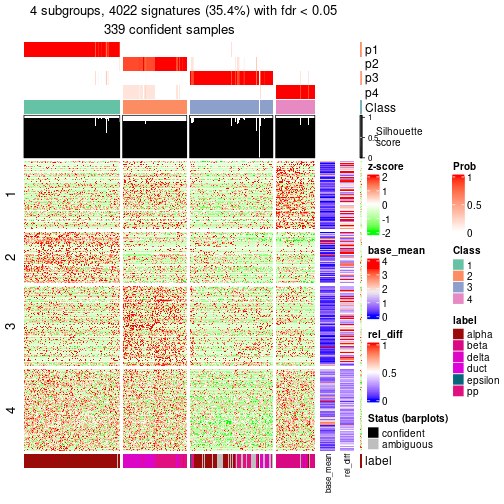 4 subgroups, 4022 signatures (35.4%) with fdr < 0.05
339 confident samples
p1
p2
p3
p4
Class
1
0.5
0
Silhouette
score
1
2
3
4
label
base_mean
rel_diff
z-score
2
1
0
-1
-2
base_mean
4
3
2
1
0
rel_diff
1
0.5
0
Status (barplots)
confident
ambiguous
Prob
1
0.5
0
Class
1
2
3
4
label
alpha
beta
delta
duct
epsilon
pp